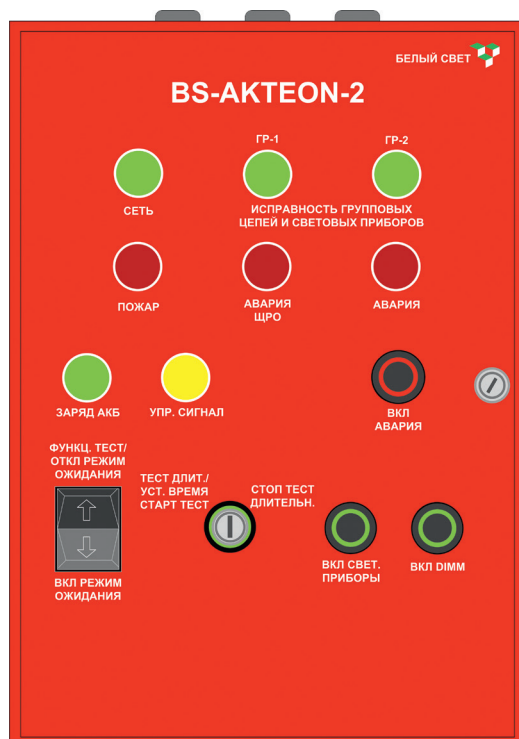 БЕЛЫЙ СВЕТ
BS-AKTEON-2
ГР-1
ГР-2
СЕТЬ
ИСПРАВНОСТЬ ГРУППОВЫХ
ЦЕПЕЙ И СВЕТОВЫХ ПРИБОРОВ
ПОЖАР
АВАРИЯ
ЩРО
АВАРИЯ
ЗАРЯД АКБ
УПР. СИГНАЛ
ВКЛ
АВАРИЯ
ФУНКЦ. ТЕСТ/
ОТКЛ РЕЖИМ
ОЖИДАНИЯ
ТЕСТ ДЛИТ./
УСТ. ВРЕМЯ
СТАРТ ТЕСТ
СТОП ТЕСТ
ДЛИТЕЛЬН.
ВКЛ РЕЖИМ
ОЖИДАНИЯ
ВКЛ СВЕТ.
ПРИБОРЫ
ВКЛ DIMM